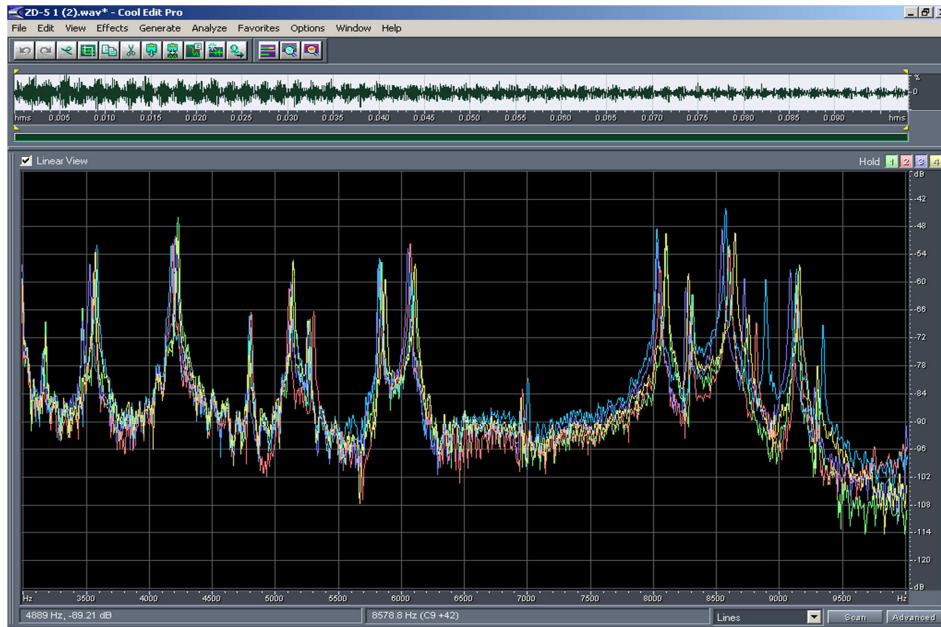 ZD-5 1 (2).wav* - Cool Edit Pro
File Edit View Effects Generate Analyze Favorites Options Window Help
%
0
hms 0.005 0.010 0.015 0.020 0.025 0.030 0.035 0.040 0.045 0.050 0.055 0.060 0.065 0.070 0.075 0.080 0.085 0.090 hms
Linear View Hold 1 2 3 4
dB
-42
-48
-54
-60
-66
-72
-78
-84
-90
-96
-102
-108
-114
-120
dB
Hz 3500 4000 4500 5000 5500 6000 6500 7000 7500 8000 8500 9000 9500 Hz
4889 Hz, -89.21 dB 8578.8 Hz (C9 +42) Lines Scan Advanced